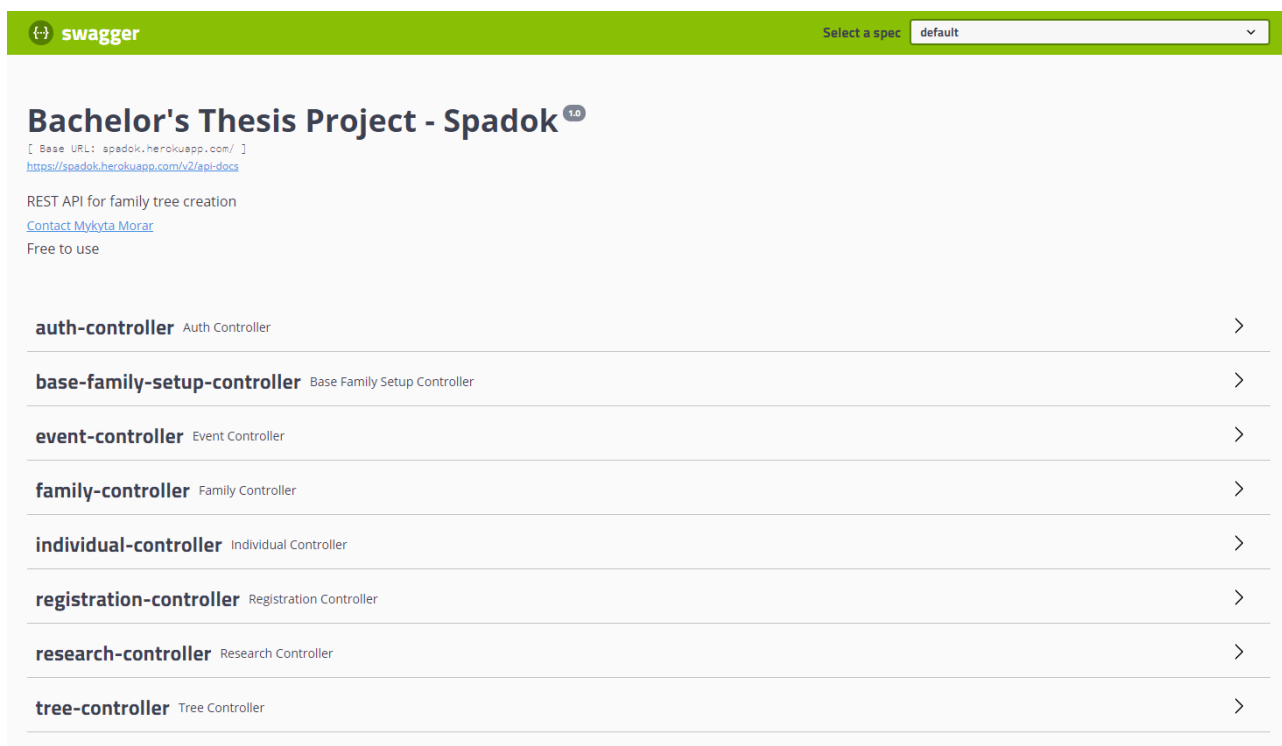 swagger Select a spec default
Bachelor's Thesis Project - Spadok 1.0
[ Base URL: spadok.herokuapp.com/ ]
https://spadok.herokuapp.com/v2/api-docs
REST API for family tree creation
Contact Mykyta Morar
Free to use
auth-controller Auth Controller
base-family-setup-controller Base Family Setup Controller
event-controller Event Controller
family-controller Family Controller
individual-controller Individual Controller
registration-controller Registration Controller
research-controller Research Controller
tree-controller Tree Controller